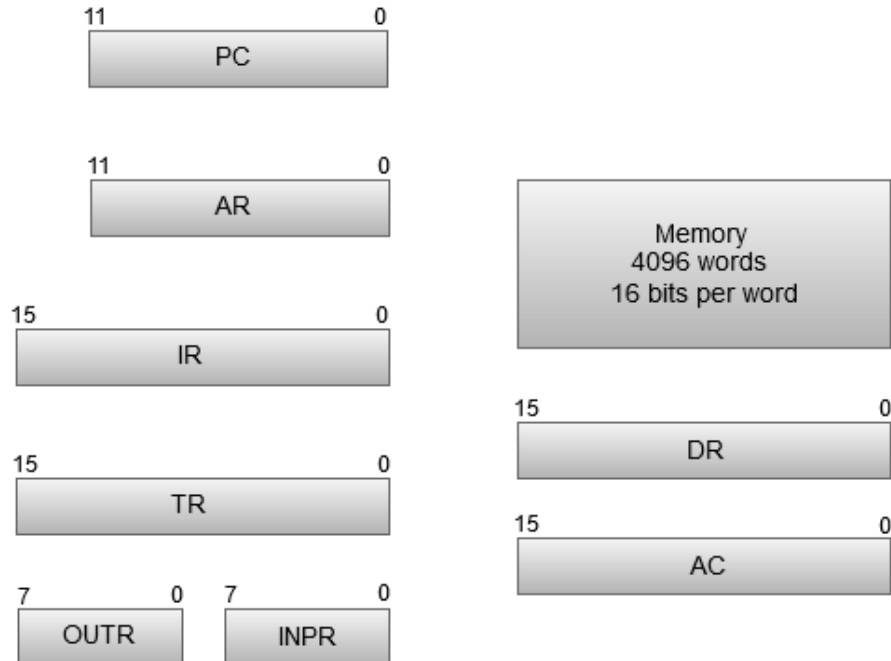 11 0
PC
11 0
AR
Memory
4096 words
16 bits per word
15 0
IR
15 0
DR
15 0
TR
15 0
AC
7 0
OUTR
7 0
INPR